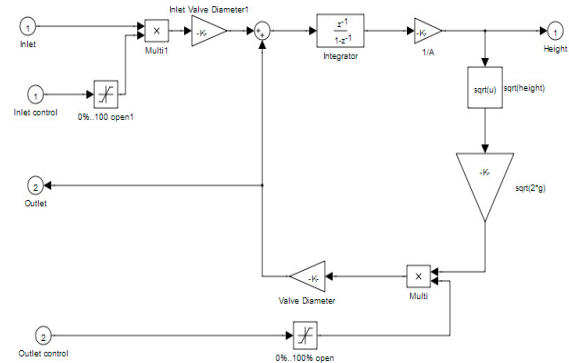 Inlet Valve Diameter1
1
Inlet
×
Multi1
-K-
++
z-1
1-z-1
Integrator
-K-
1/A
1
Height
1
Inlet control
0%..100 open1
sqrt(u)
sqrt(height)
-K-
sqrt(2*g)
2
Outlet
-K-
Valve Diameter
×
Multi
2
Outlet control
0%..100% open